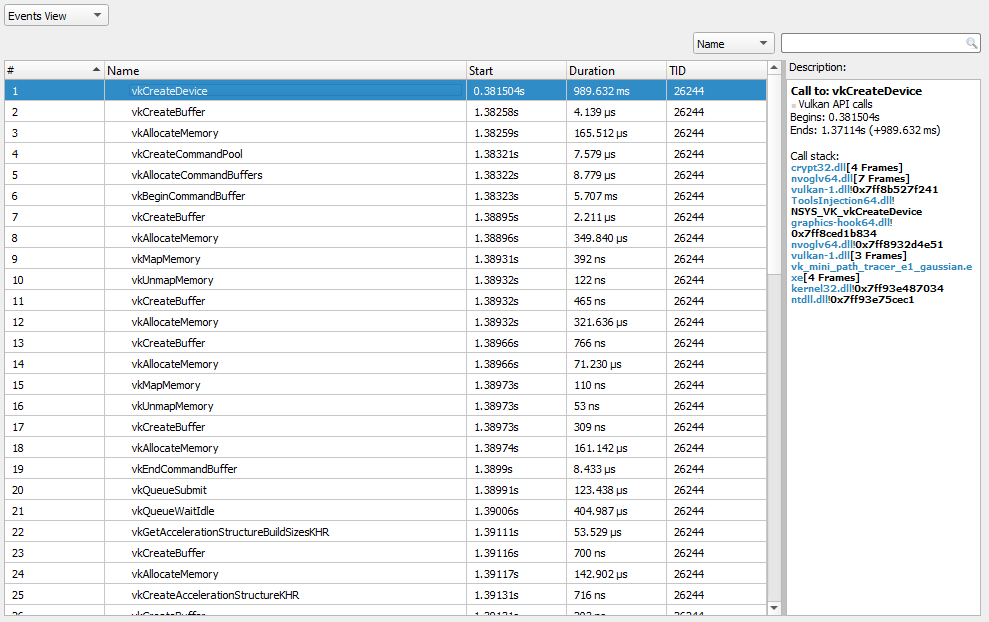 Events View
Name
# Name Start Duration TID
1 vkCreateDevice 0.381504s 989.632 ms 26244
2 vkCreateBuffer 1.38258s 4.139 μs 26244
3 vkAllocateMemory 1.38259s 165.512 μs 26244
4 vkCreateCommandPool 1.38321s 7.579 μs 26244
5 vkAllocateCommandBuffers 1.38322s 8.779 μs 26244
6 vkBeginCommandBuffer 1.38323s 5.707 ms 26244
7 vkCreateBuffer 1.38895s 2.211 μs 26244
8 vkAllocateMemory 1.38896s 349.840 μs 26244
9 vkMapMemory 1.38931s 392 ns 26244
10 vkUnmapMemory 1.38932s 122 ns 26244
11 vkCreateBuffer 1.38932s 465 ns 26244
12 vkAllocateMemory 1.38932s 321.636 μs 26244
13 vkCreateBuffer 1.38966s 766 ns 26244
14 vkAllocateMemory 1.38966s 71.230 μs 26244
15 vkMapMemory 1.38973s 110 ns 26244
16 vkUnmapMemory 1.38973s 53 ns 26244
17 vkCreateBuffer 1.38973s 309 ns 26244
18 vkAllocateMemory 1.38974s 161.142 μs 26244
19 vkEndCommandBuffer 1.3899s 8.433 μs 26244
20 vkQueueSubmit 1.38991s 123.438 μs 26244
21 vkQueueWaitIdle 1.39006s 404.987 μs 26244
22 vkGetAccelerationStructureBuildSizesKHR 1.39111s 53.529 μs 26244
23 vkCreateBuffer 1.39116s 700 ns 26244
24 vkAllocateMemory 1.39117s 142.902 μs 26244
25 vkCreateAccelerationStructureKHR 1.39131s 716 ns 26244
26 vkCreateBuffer 1.39131s 26244
Description:
Call to: vkCreateDevice
Vulkan API calls
Begins: 0.381504s
Ends: 1.37114s (+989.632 ms)
Call stack:
crypt32.dll[4 Frames]
nvoglv64.dll[7 Frames]
vulkan-1.dll!0x7ff8b527f241
ToolsInjection64.dll!
NSYS_VK_vkCreateDevice
graphics-hook64.dll!
0x7ff8ced1b834
nvoglv64.dll!0x7ff8932d4e51
vulkan-1.dll[3 Frames]
vk_mini_path_tracer_e1_gaussian.e
xe[4 Frames]
kernel32.dll!0x7ff93e487034
ntdll.dll!0x7ff93e75cec1